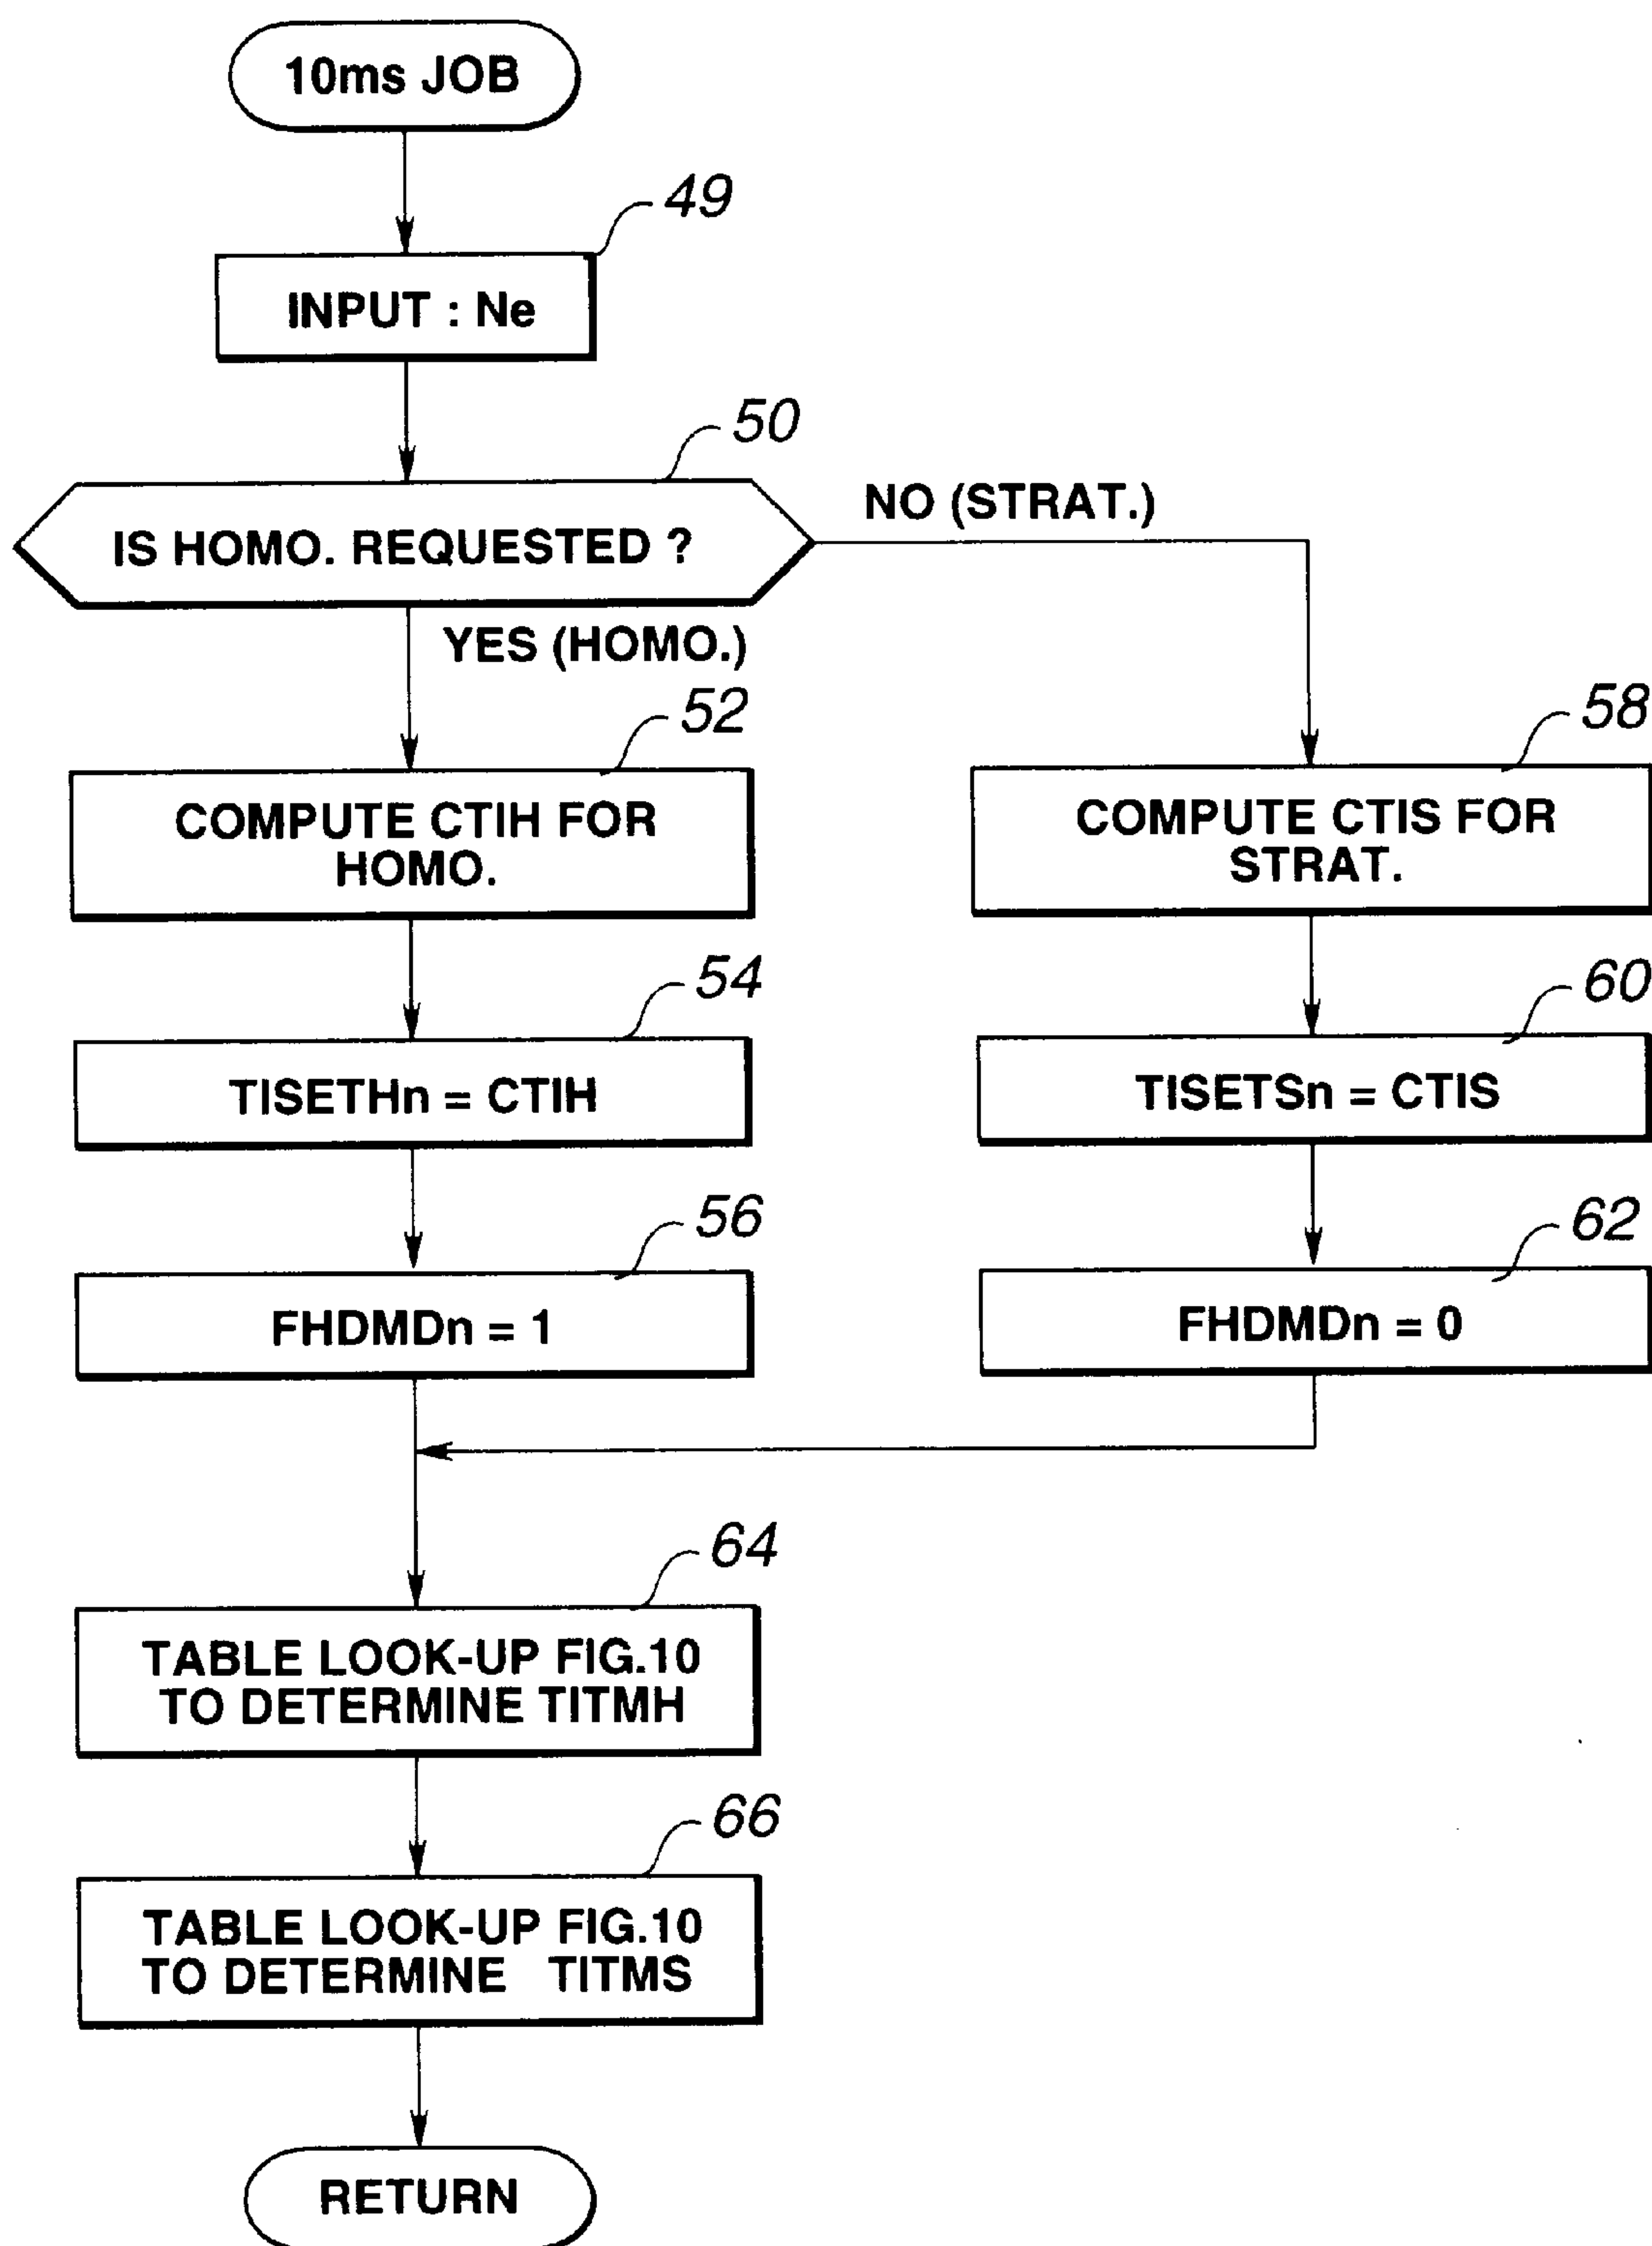 10ms JOB
49
INPUT : Ne
50
IS HOMO. REQUESTED ?
NO (STRAT.)
YES (HOMO.)
52
COMPUTE CTIH FOR
HOMO.
58
COMPUTE CTIS FOR
STRAT.
54
TISETHn = CTIH
60
TISETSn = CTIS
56
FHDMDn = 1
62
FHDMDn = 0
64
TABLE LOOK-UP FIG.10
TO DETERMINE TITMH
66
TABLE LOOK-UP FIG.10
TO DETERMINE TITMS
RETURN